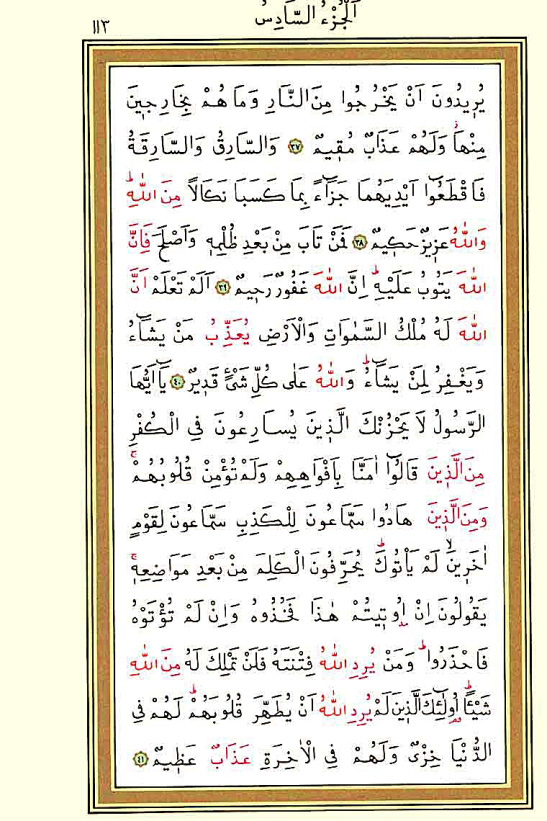 اَلْجُزْءُ السَّادِسُ
١١٣
يُرِيدُونَ اَنْ يَخْرُجُوا مِنَ النَّارِ وَمَا هُمْ بِخَارِجِينَ
مِنْهَاۘ وَلَهُمْ عَذَابٌ مُقِيمٌ ﴿٣٧﴾ وَالسَّارِقُ وَالسَّارِقَةُ
فَاقْطَعُٓوا اَيْدِيَهُمَا جَزَٓاءً بِمَا كَسَبَا نَكَالًا مِنَ اللّٰهِۜ
وَاللّٰهُ عَزِيزٌ حَكِيمٌ ﴿٣٨﴾ فَمَنْ تَابَ مِنْ بَعْدِ ظُلْمِهِ وَاَصْلَحَ فَاِنَّ
اللّٰهَ يَتُوبُ عَلَيْهِۜ اِنَّ اللّٰهَ غَفُورٌ رَحِيمٌ ﴿٣٩﴾ اَلَمْ تَعْلَمْ اَنَّ
اللّٰهَ لَهُ مُلْكُ السَّمٰوَاتِ وَالْاَرْضِ يُعَذِّبُ مَنْ يَشَٓاءُ
وَيَغْفِرُ لِمَنْ يَشَٓاءُۜ وَاللّٰهُ عَلٰى كُلِّ شَيْءٍ قَدِيرٌ ﴿٤٠﴾ يَٓا اَيُّهَا
الرَّسُولُ لَا يَحْزُنْكَ الَّذِينَ يُسَارِعُونَ فِي الْكُفْرِ
مِنَ الَّذِينَ قَالُٓوا اٰمَنَّا بِاَفْوَاهِهِمْ وَلَمْ تُؤْمِنْ قُلُوبُهُمْۚ
وَمِنَ الَّذِينَ هَادُوا سَمَّاعُونَ لِلْكَذِبِ سَمَّاعُونَ لِقَوْمٍ
اٰخَرِينَۙ لَمْ يَأْتُوكَۜ يُحَرِّفُونَ الْكَلِمَ مِنْ بَعْدِ مَوَاضِعِهِۚ
يَقُولُونَ اِنْ اُو۫تِيتُمْ هٰذَا فَخُذُوهُ وَاِنْ لَمْ تُؤْتَوْهُ
فَاحْذَرُواۜ وَمَنْ يُرِدِ اللّٰهُ فِتْنَتَهُ فَلَنْ تَمْلِكَ لَهُ مِنَ اللّٰهِ
شَيْـًٔاۜ اُو۬لٰٓئِكَ الَّذِينَ لَمْ يُرِدِ اللّٰهُ اَنْ يُطَهِّرَ قُلُوبَهُمْۜ لَهُمْ فِي
الدُّنْيَا خِزْيٌ وَلَهُمْ فِي الْاٰخِرَةِ عَذَابٌ عَظِيمٌ ﴿٤١﴾